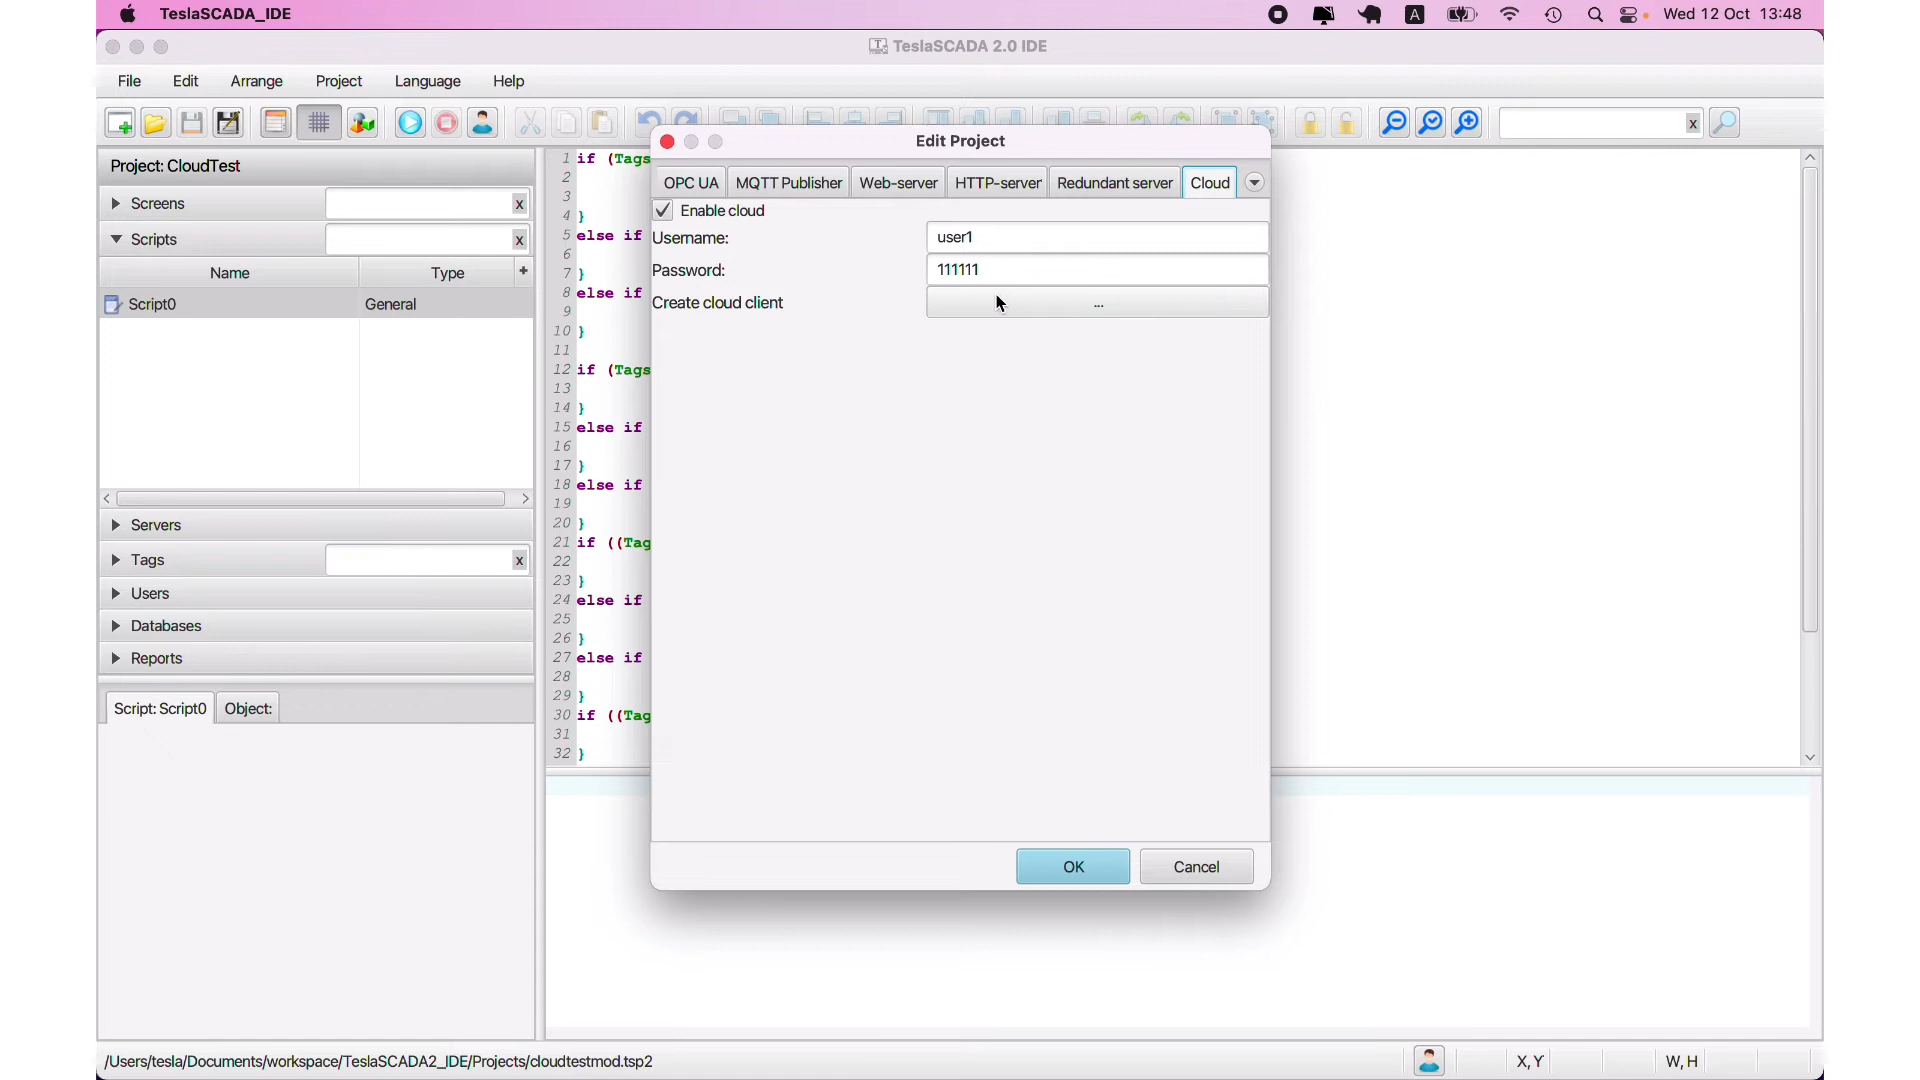 TeslaSCADA_IDE
A
Wed 12 Oct 13:48
TeslaSCADA 2.0 IDE
File Edit Arrange Project Language Help
x
Project: CloudTest
Screens x
Scripts x
Name Type +
Script0 General
Servers
Tags x
Users
Databases
Reports
Script: Script0 Object:
1 if (Tags
2
3
4 }
5 else if
6
7 }
8 else if
9
10 }
11
12 if (Tags
13
14 }
15 else if
16
17 }
18 else if
19
20 }
21 if ((Tag
22
23 }
24 else if
25
26 }
27 else if
28
29 }
30 if ((Tag
31
32 }
Edit Project
OPC UA MQTT Publisher Web-server HTTP-server Redundant server Cloud
Enable cloud
Username: user1
Password: 111111
Create cloud client ...
OK Cancel
/Users/tesla/Documents/workspace/TeslaSCADA2_IDE/Projects/cloudtestmod.tsp2
X,Y W,H